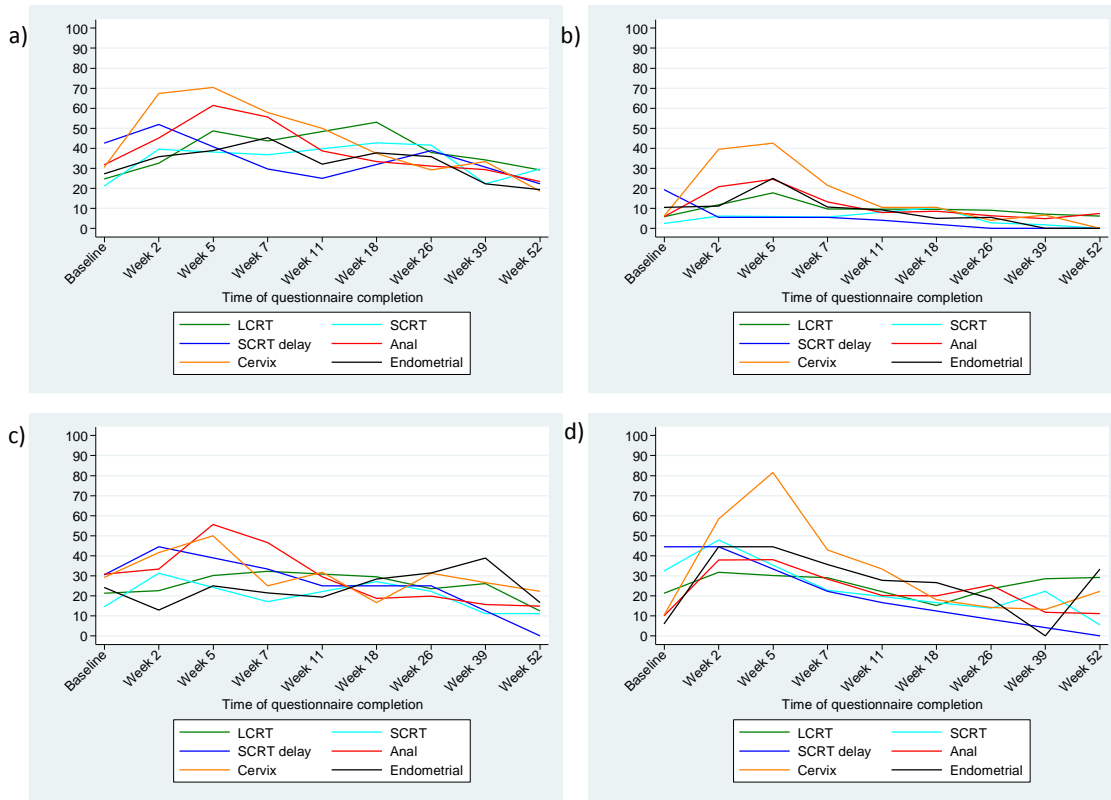 a)
100
90
80
70
60
50
40
30
20
10
0
Baseline
Week 2
Week 5
Week 7
Week 11
Week 18
Week 26
Week 39
Week 52
Time of questionnaire completion
LCRT SCRT
SCRT delay Anal
Cervix Endometrial
b)
100
90
80
70
60
50
40
30
20
10
0
Baseline
Week 2
Week 5
Week 7
Week 11
Week 18
Week 26
Week 39
Week 52
Time of questionnaire completion
LCRT SCRT
SCRT delay Anal
Cervix Endometrial
c)
100
90
80
70
60
50
40
30
20
10
0
Baseline
Week 2
Week 5
Week 7
Week 11
Week 18
Week 26
Week 39
Week 52
Time of questionnaire completion
LCRT SCRT
SCRT delay Anal
Cervix Endometrial
d)
100
90
80
70
60
50
40
30
20
10
0
Baseline
Week 2
Week 5
Week 7
Week 11
Week 18
Week 26
Week 39
Week 52
Time of questionnaire completion
LCRT SCRT
SCRT delay Anal
Cervix Endometrial